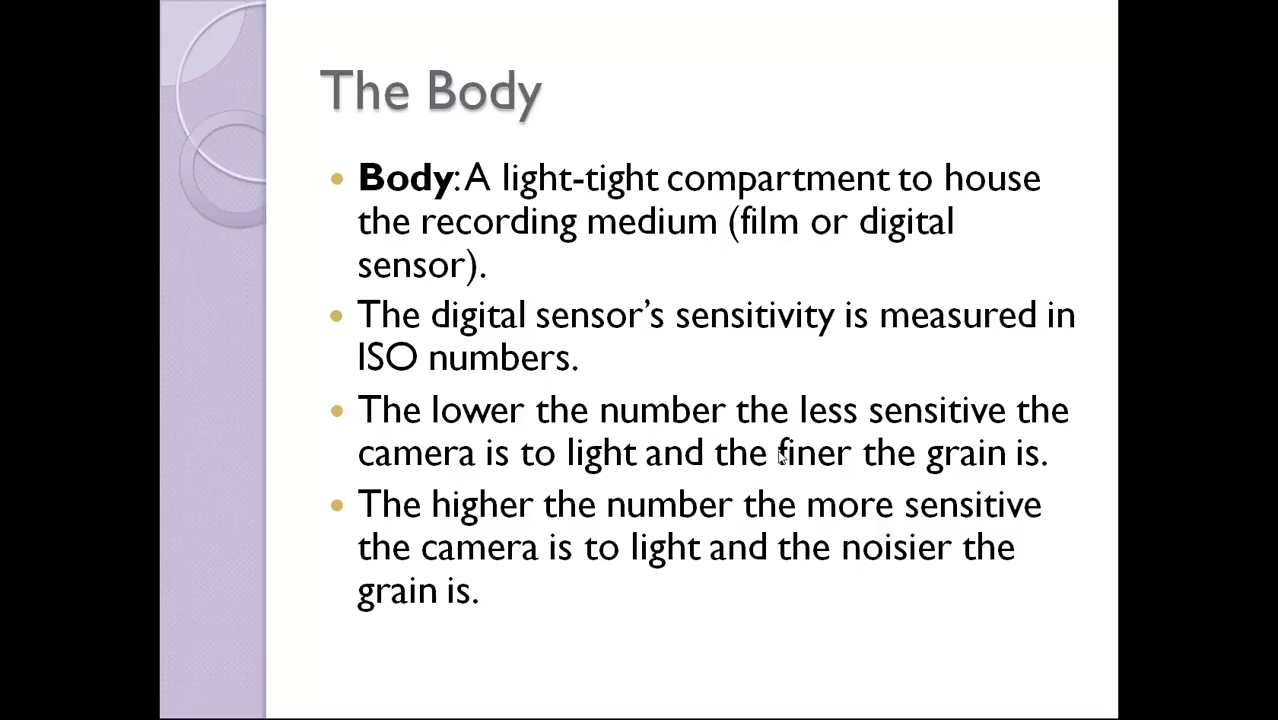 The Body
Body: A light-tight compartment to house
the recording medium (film or digital
sensor).
The digital sensor’s sensitivity is measured in
ISO numbers.
The lower the number the less sensitive the
camera is to light and the finer the grain is.
The higher the number the more sensitive
the camera is to light and the noisier the
grain is.